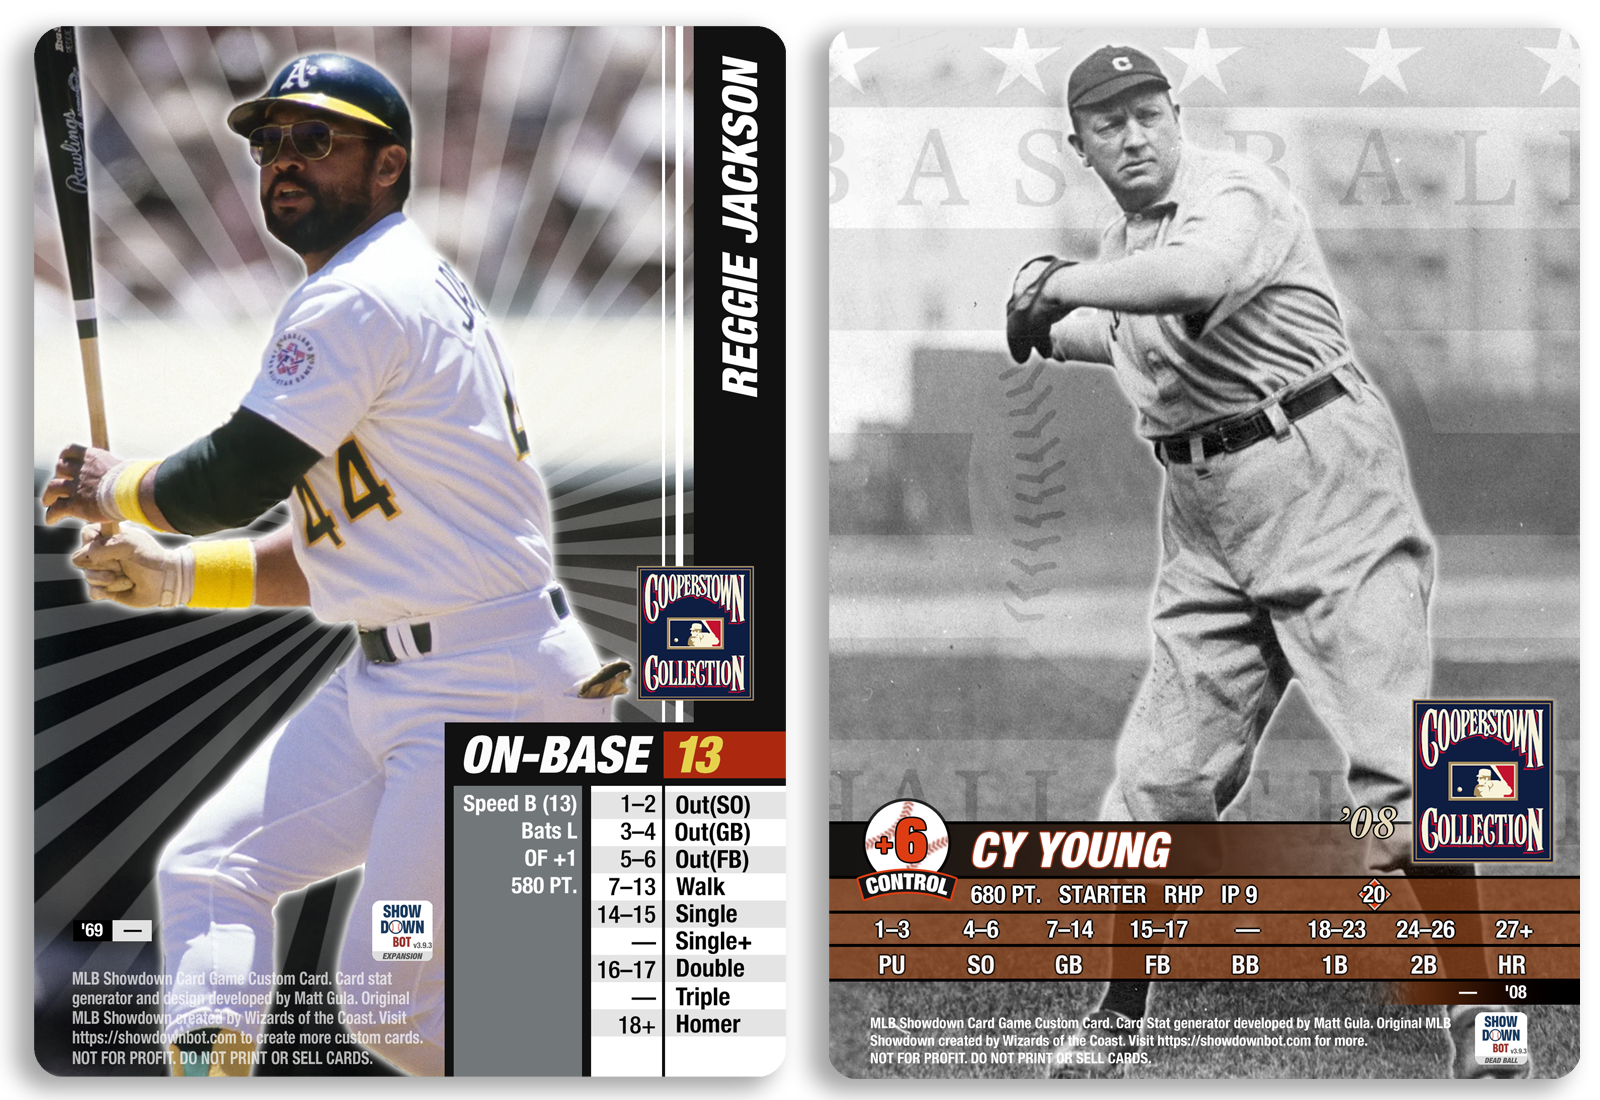 Rawlings
A's
44
REGGIE JACKSON
COOPERSTOWN
COLLECTION
ON-BASE 13
Speed B (13)
Bats L
OF +1
580 PT.
1–2 Out(SO)
3–4 Out(GB)
5–6 Out(FB)
7–13 Walk
14–15 Single
— Single+
16–17 Double
— Triple
18+ Homer
'69 —
SHOW
DOWN
BOT v3.9.3
EXPANSION
MLB Showdown Card Game Custom Card. Card stat
generator and design developed by Matt Gula. Original
MLB Showdown created by Wizards of the Coast. Visit
https://showdownbot.com to create more custom cards.
NOT FOR PROFIT. DO NOT PRINT OR SELL CARDS.
C
BASEBALL
HALL OF
COOPERSTOWN
COLLECTION
'08
+6
CONTROL
CY YOUNG
680 PT. STARTER RHP IP 9 20
1–3 4–6 7–14 15–17 — 18–23 24–26 27+
PU SO GB FB BB 1B 2B HR
— '08
MLB Showdown Card Game Custom Card. Card Stat generator developed by Matt Gula. Original MLB
Showdown created by Wizards of the Coast. Visit https://showdownbot.com for more.
NOT FOR PROFIT. DO NOT PRINT OR SELL CARDS.
SHOW
DOWN
BOT v3.9.3
DEAD BALL